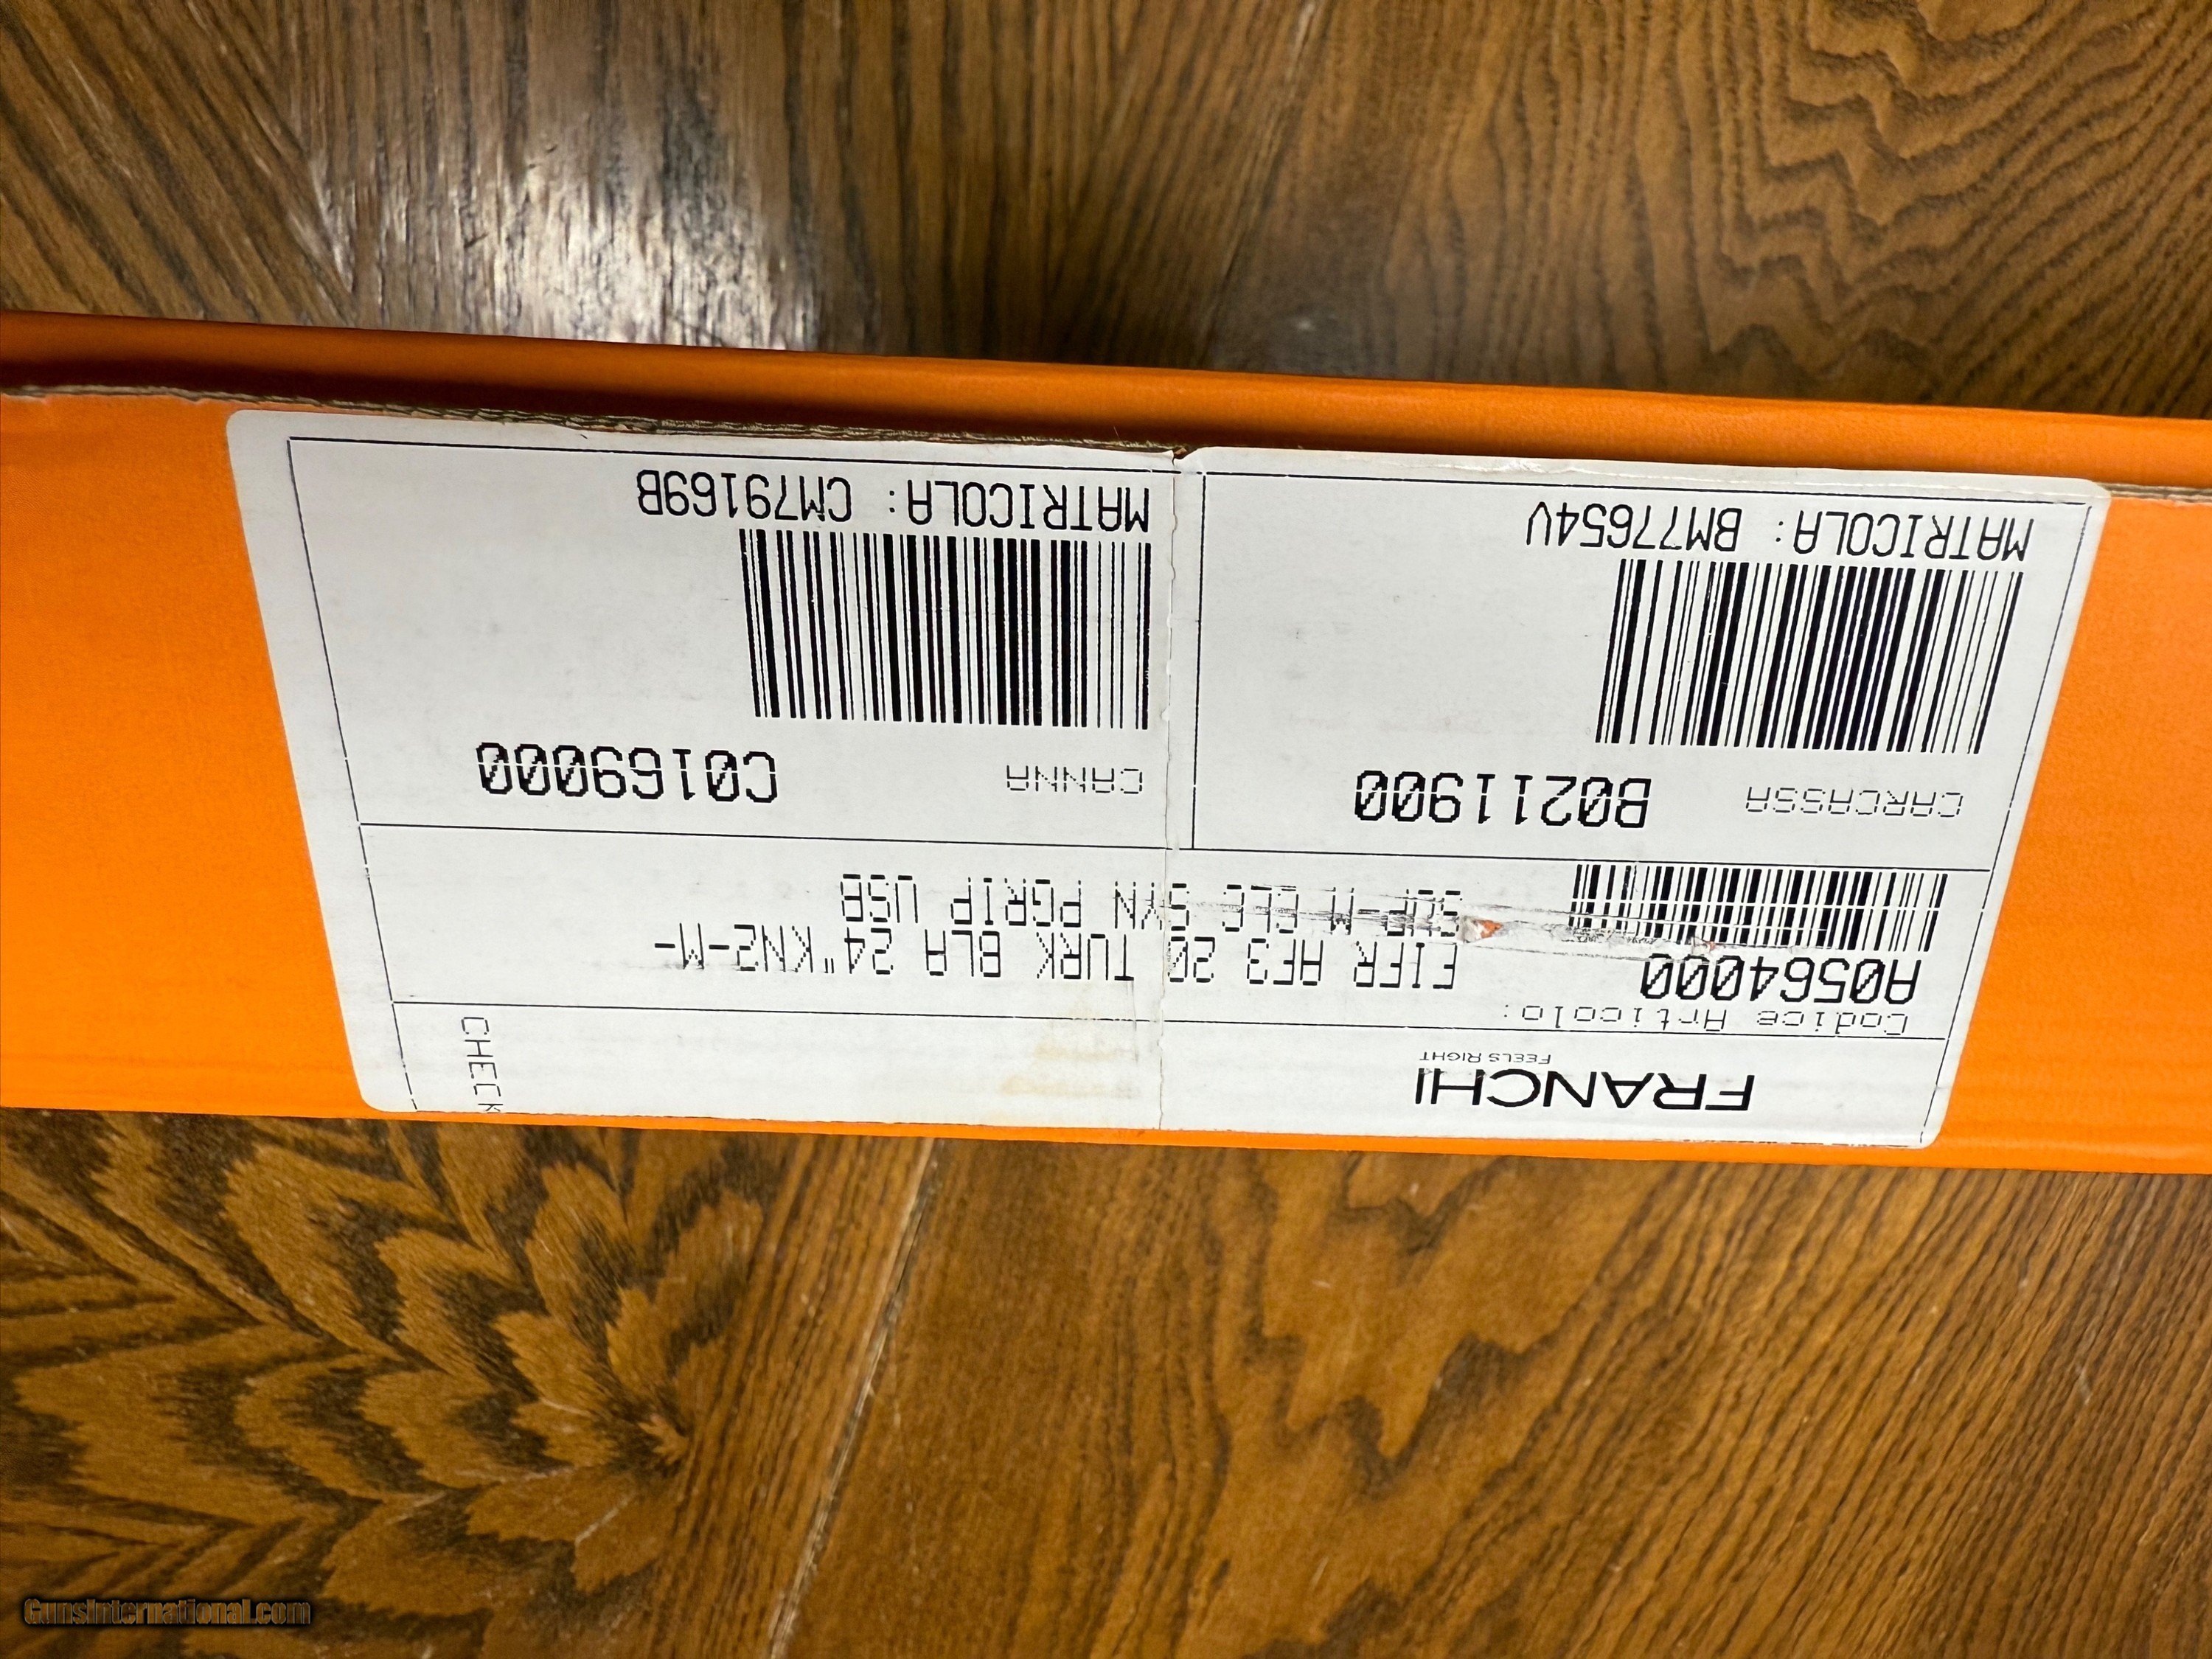 FRANCHI
FEELS RIGHT
CHECK
Codice Articolo:
A0564000
FIFR AF3 20 TURK BLA 24"KN2-M-
SUP-M ELC SYN PGRIP USB
CARCASSA B0211900
MATRICOLA: BM77654V
CANNA C0169000
MATRICOLA: CM79169B
GunsInternational.com